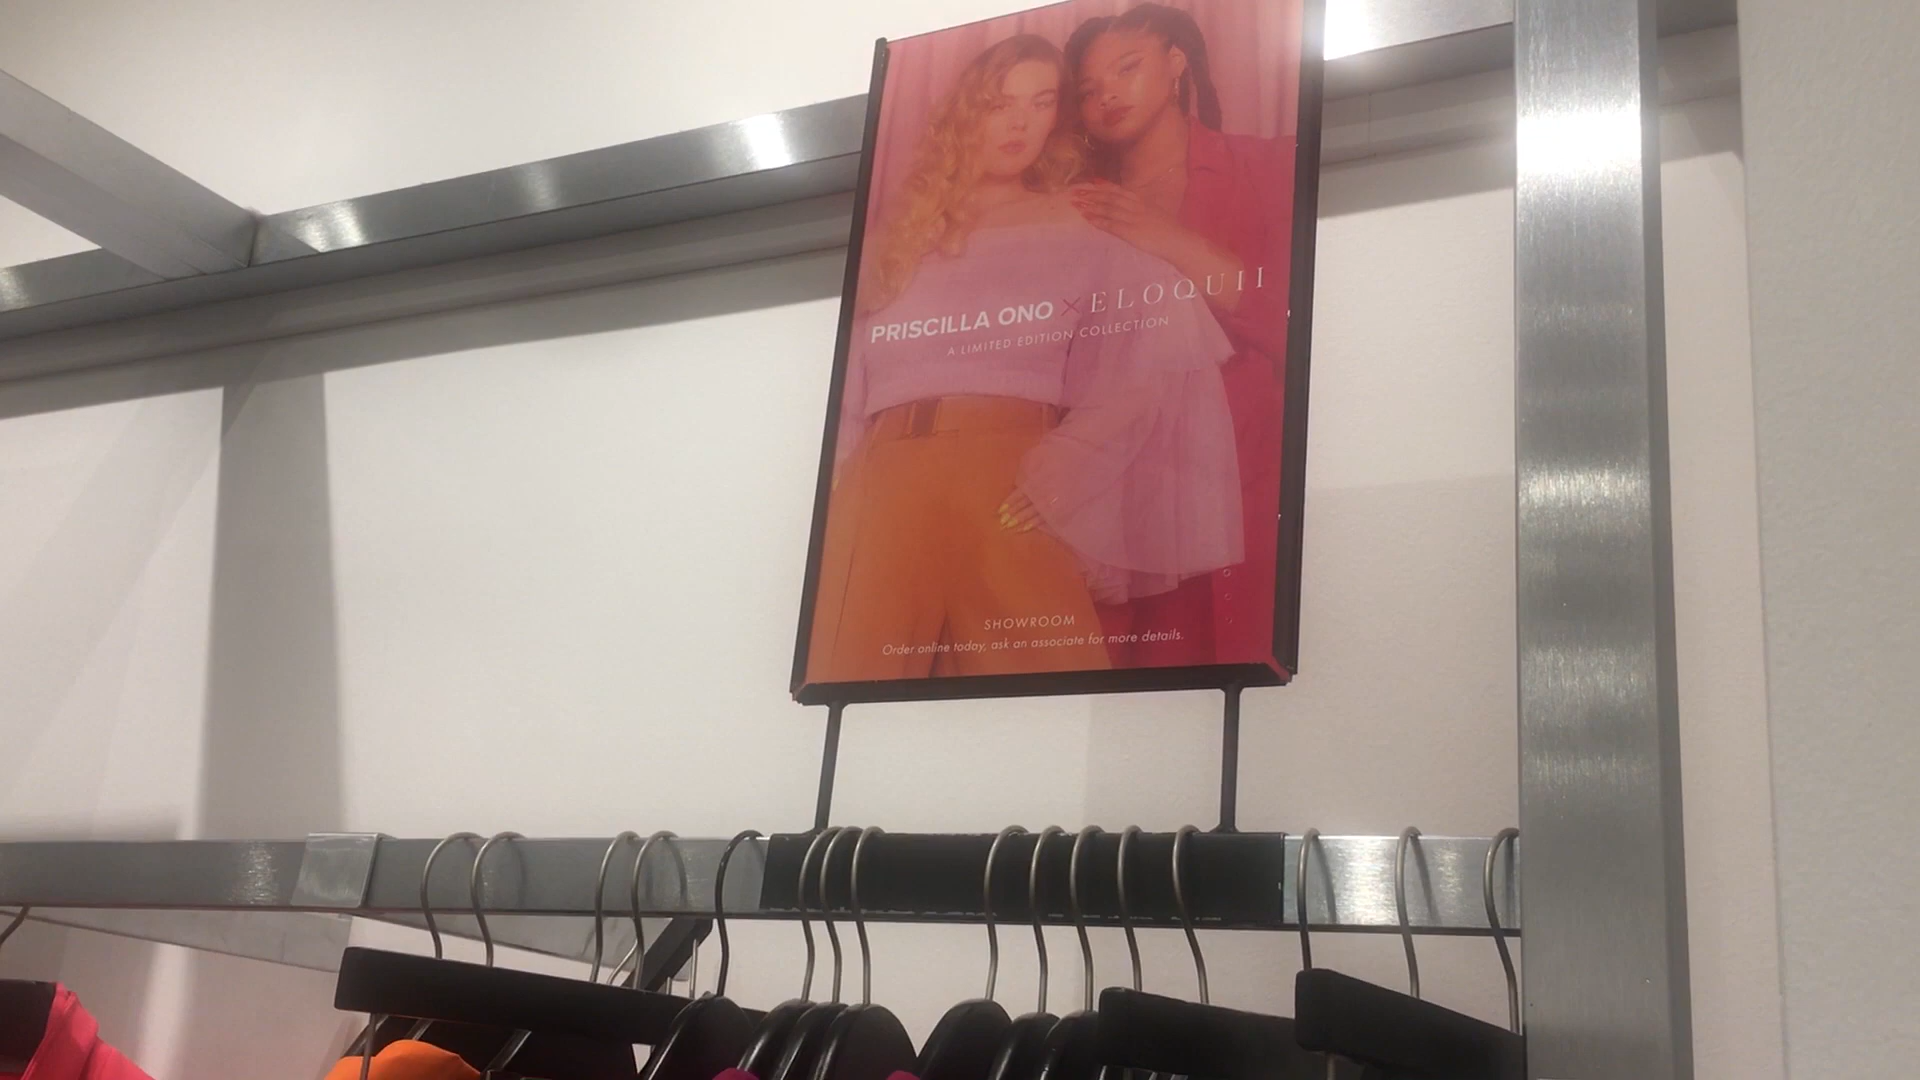 PRISCILLA ONO × ELOQUII
A LIMITED EDITION COLLECTION
SHOWROOM
Order online today, ask an associate for more details.